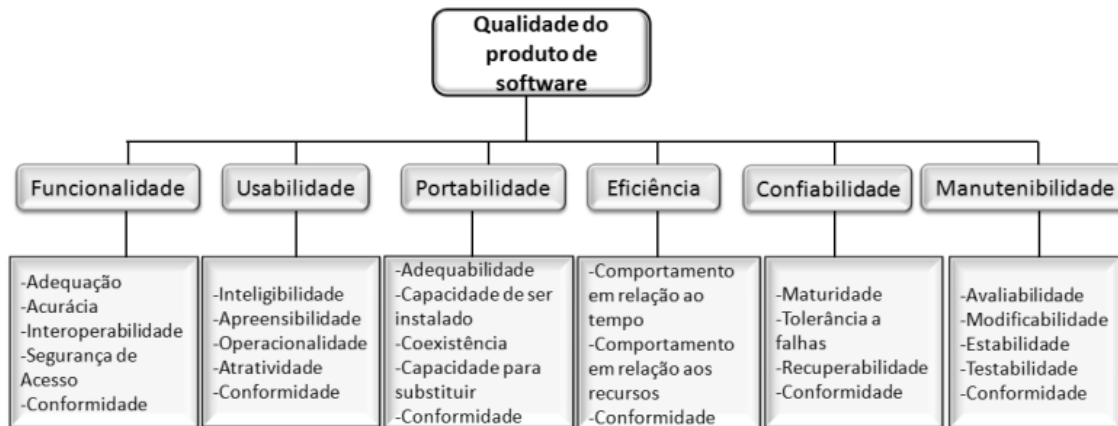 Qualidade do
produto de
software
Funcionalidade
Usabilidade
Portabilidade
Eficiência
Confiabilidade
Manutenibilidade
-Adequação
-Acurácia
-Interoperabilidade
-Segurança de
Acesso
-Conformidade
-Inteligibilidade
-Apreensibilidade
-Operacionalidade
-Atratividade
-Conformidade
-Adequabilidade
-Capacidade de ser
instalado
-Coexistência
-Capacidade para
substituir
-Conformidade
-Comportamento
em relação ao
tempo
-Comportamento
em relação aos
recursos
-Conformidade
-Maturidade
-Tolerância a
falhas
-Recuperabilidade
-Conformidade
-Avaliabilidade
-Modificabilidade
-Estabilidade
-Testabilidade
-Conformidade